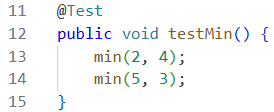 11 @Test
12 public void testMin() {
13     min(2, 4);
14     min(5, 3);
15 }